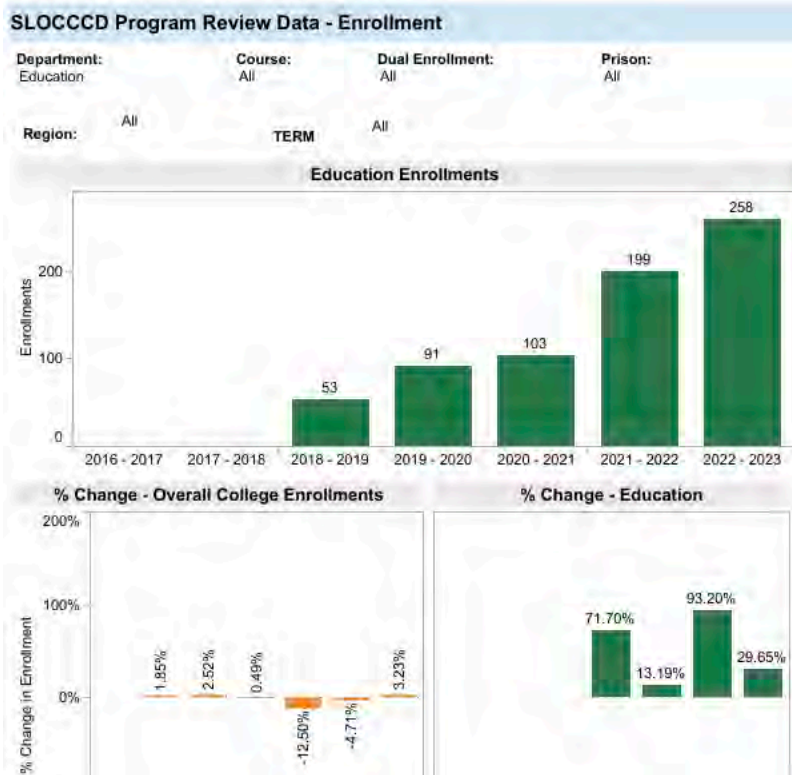 SLOCCCD Program Review Data - Enrollment
Department: Course: Dual Enrollment: Prison:
Education All All All
Region: All TERM All
Education Enrollments
258
199
200
103
100
91
53
0
Enrollments
2016 - 2017 2017 - 2018 2018 - 2019 2019 - 2020 2020 - 2021 2021 - 2022 2022 - 2023
% Change - Overall College Enrollments % Change - Education
200%
100%
0%
% Change in Enrollment
1.85%
2.52%
0.49%
-12.50%
-4.71%
3.23%
71.70%
13.19%
93.20%
29.65%